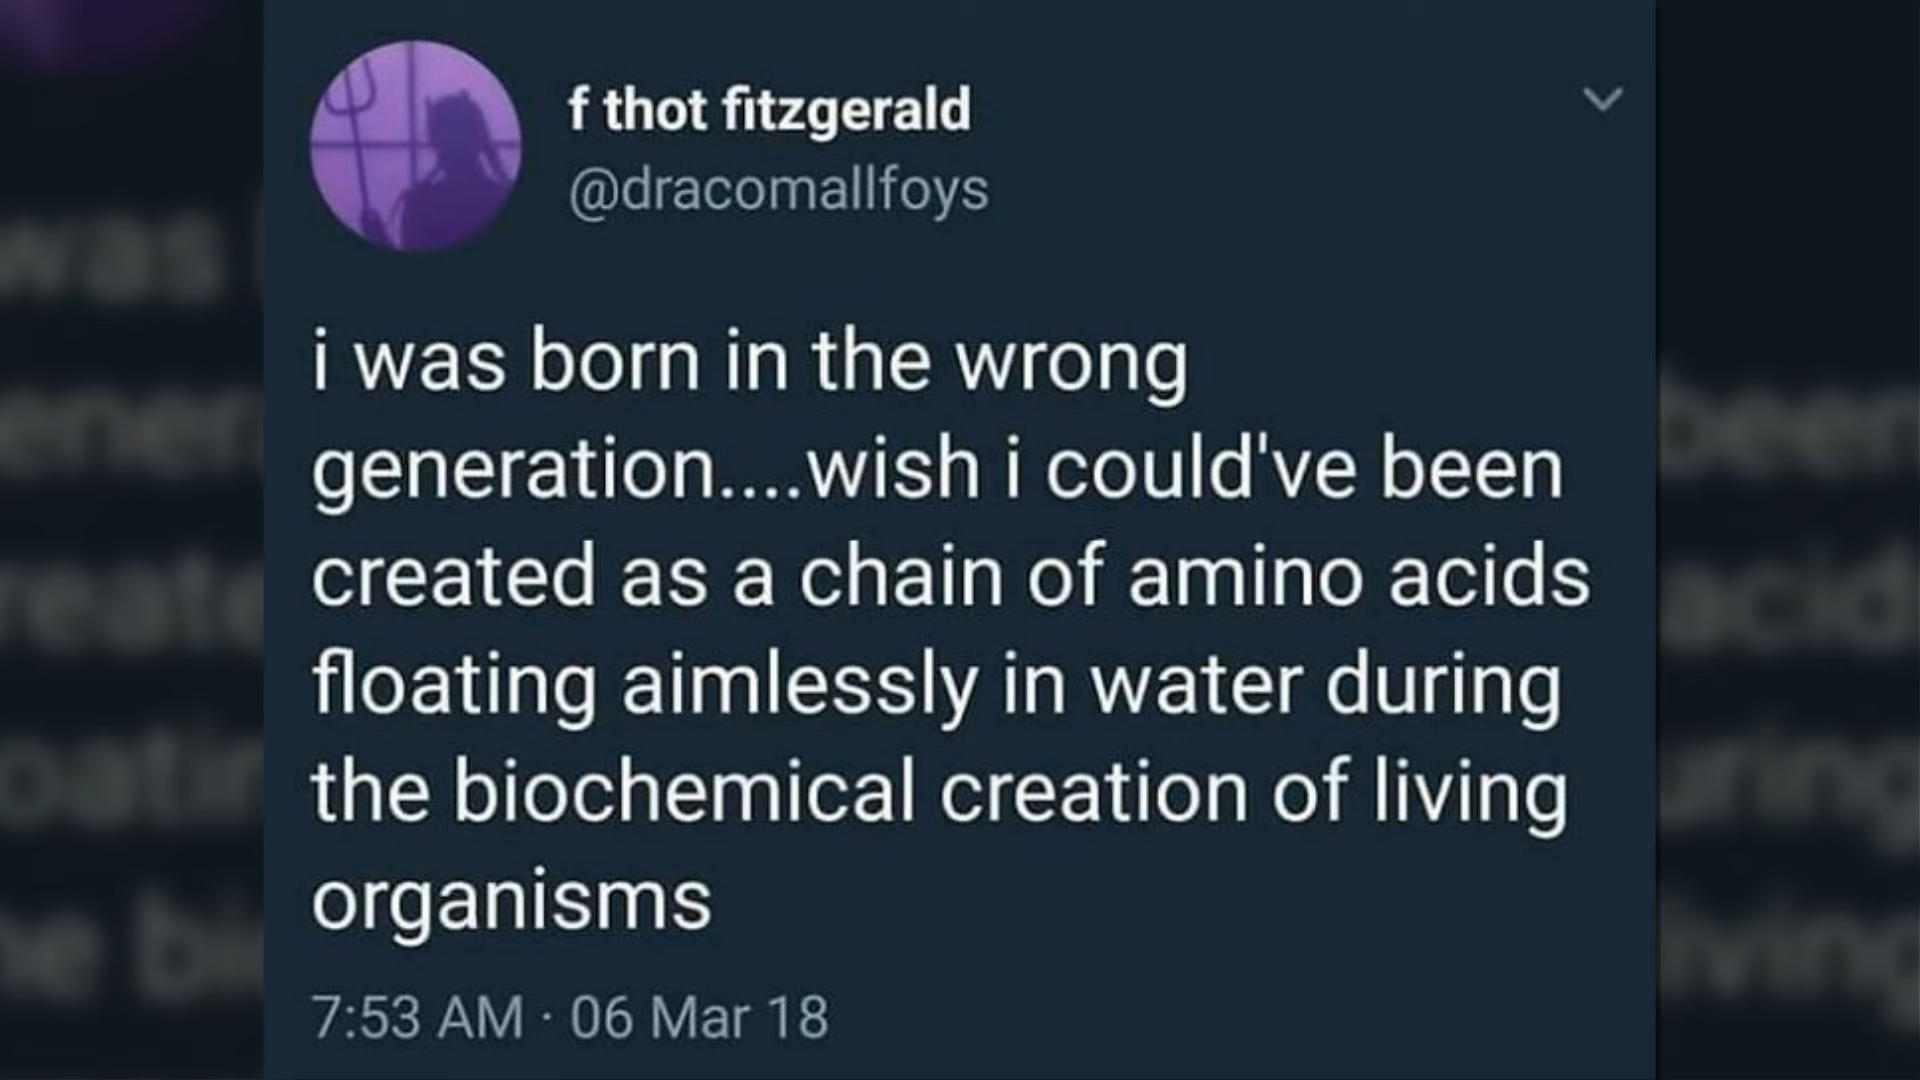 f thot fitzgerald
@dracomallfoys
i was born in the wrong
generation....wish i could've been
created as a chain of amino acids
floating aimlessly in water during
the biochemical creation of living
organisms
7:53 AM · 06 Mar 18